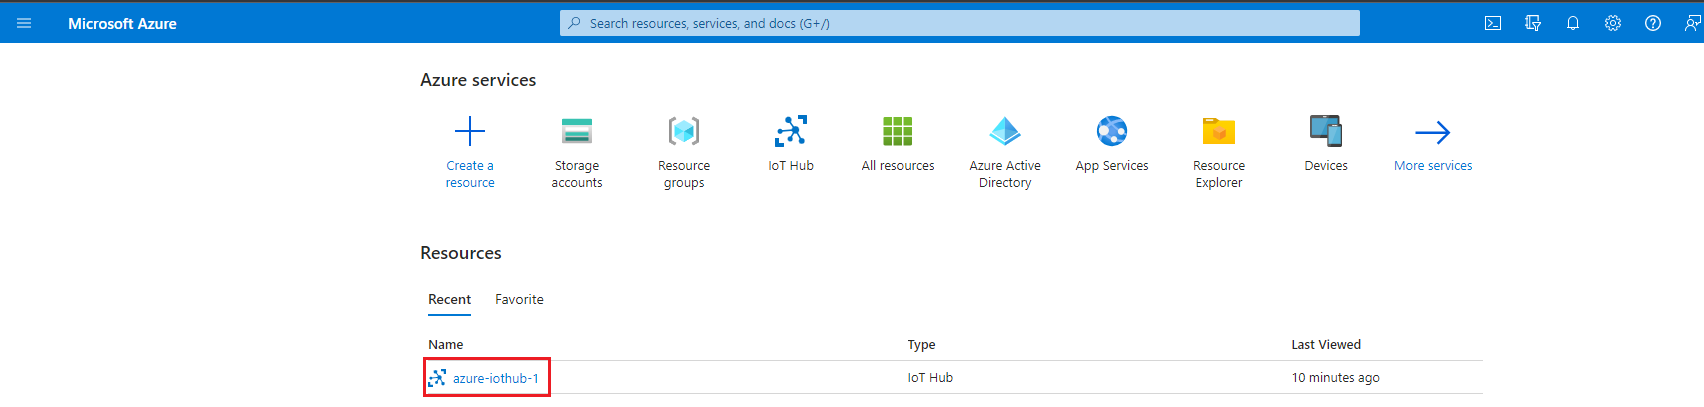 Microsoft Azure
Search resources, services, and docs (G+/)
Azure services
Create a
resource
Storage
accounts
Resource
groups
IoT Hub
All resources
Azure Active
Directory
App Services
Resource
Explorer
Devices
More services
Resources
Recent Favorite
Name Type Last Viewed
azure-iothub-1 IoT Hub 10 minutes ago